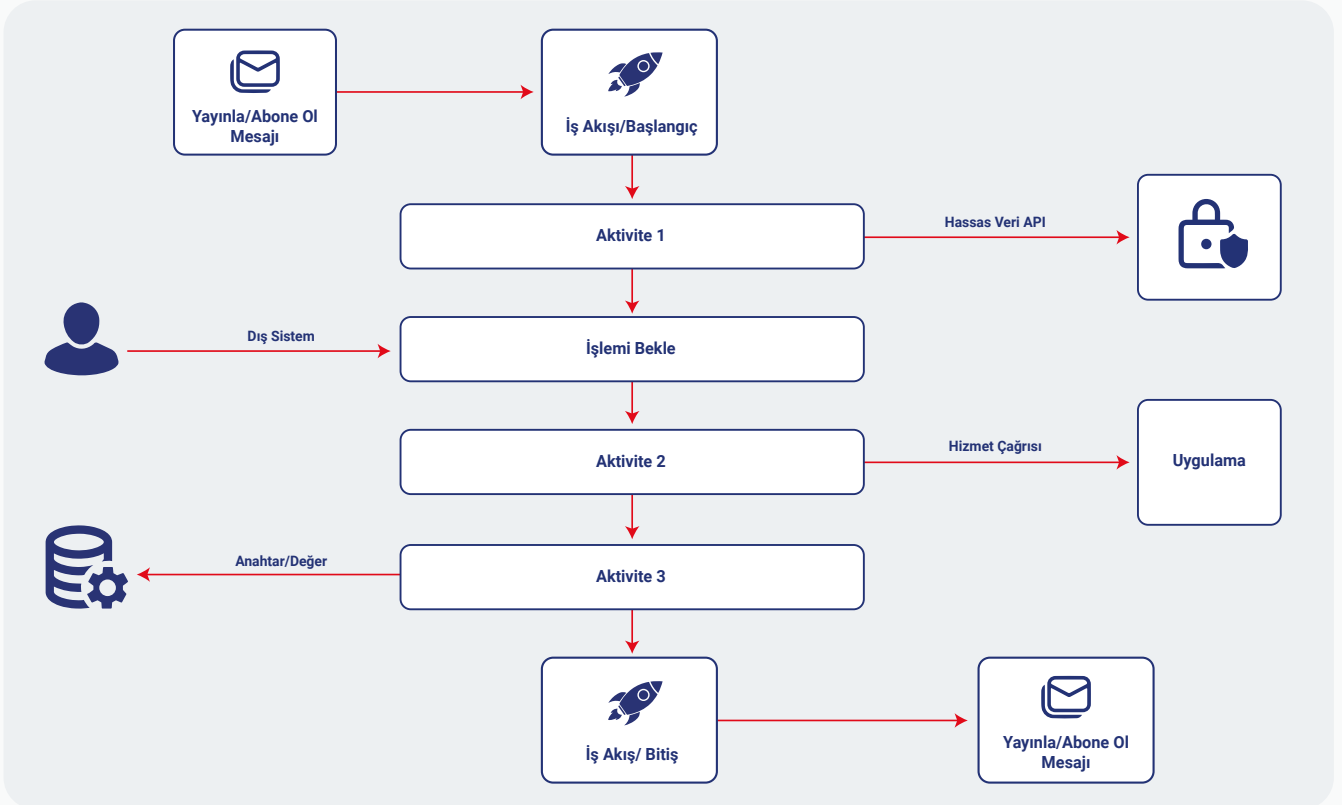 Yayınla/Abone Ol
Mesajı
İş Akışı/Başlangıç
Aktivite 1
Hassas Veri API
Dış Sistem
İşlemi Bekle
Aktivite 2
Hizmet Çağrısı
Uygulama
Anahtar/Değer
Aktivite 3
İş Akış/ Bitiş
Yayınla/Abone Ol
Mesajı